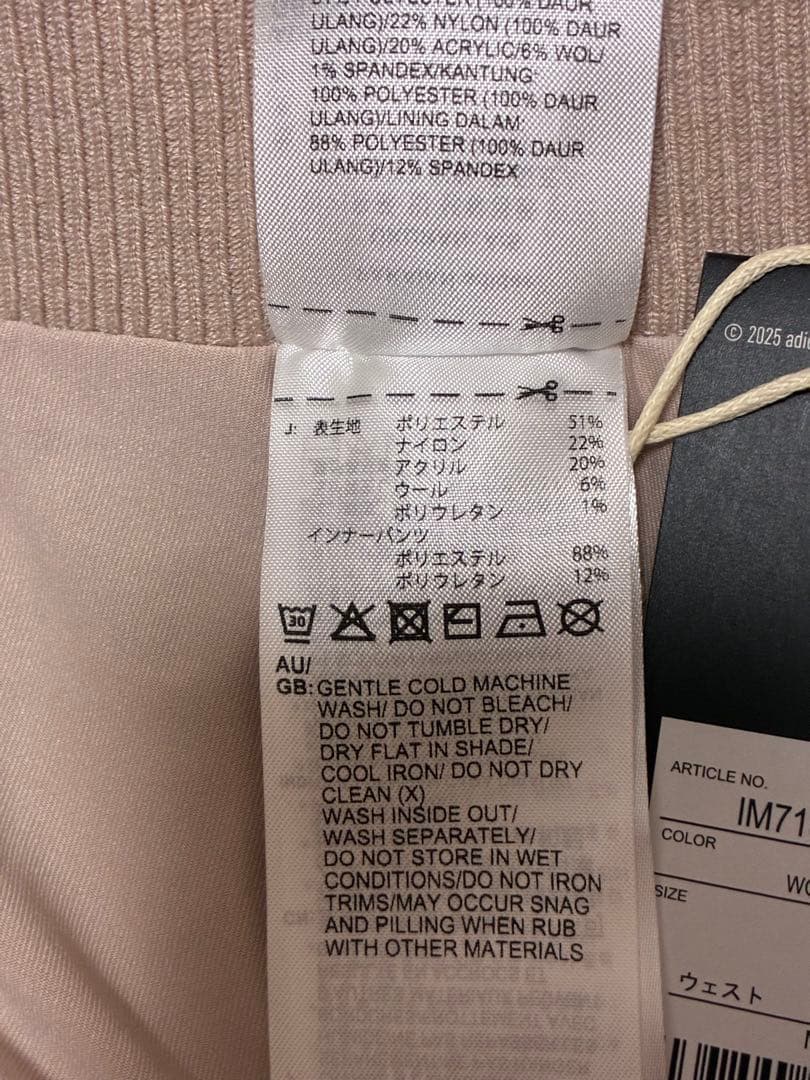 51% POLYESTER (100% DAUR
ULANG)/22% NYLON (100% DAUR
ULANG)/20% ACRYLIC/6% WOL/
1% SPANDEX/KANTUNG:
100% POLYESTER (100% DAUR
ULANG)/LINING DALAM:
88% POLYESTER (100% DAUR
ULANG)/12% SPANDEX
© 2025 adi
J: 表生地 ポリエステル 51%
ナイロン 22%
アクリル 20%
ウール 6%
ポリウレタン 1%
インナーパンツ
ポリエステル 88%
ポリウレタン 12%
30
AU/
GB: GENTLE COLD MACHINE
WASH/ DO NOT BLEACH/
DO NOT TUMBLE DRY/
DRY FLAT IN SHADE/
COOL IRON/ DO NOT DRY
CLEAN (X)
WASH INSIDE OUT/
WASH SEPARATELY/
DO NOT STORE IN WET
CONDITIONS/DO NOT IRON
TRIMS/MAY OCCUR SNAG
AND PILLING WHEN RUB
WITH OTHER MATERIALS
ARTICLE NO.
IM71
COLOR
WO
SIZE
ウェスト